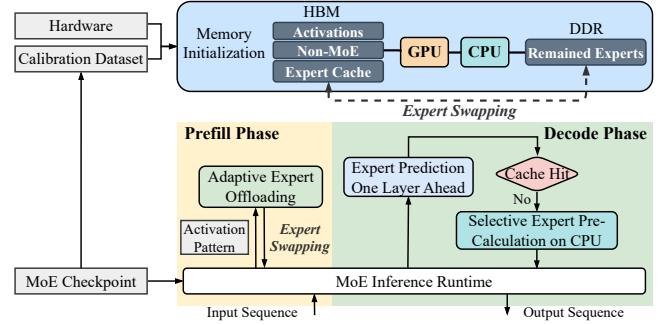 Hardware
Calibration Dataset
Memory
Initialization
HBM
Activations
Non-MoE
Expert Cache
GPU
CPU
DDR
Remained Experts
Expert Swapping
Prefill Phase
Decode Phase
Adaptive Expert
Offloading
Activation
Pattern
Expert
Swapping
Expert Prediction
One Layer Ahead
Cache Hit
No
Selective Expert Pre-
Calculation on CPU
MoE Checkpoint
MoE Inference Runtime
Input Sequence
Output Sequence